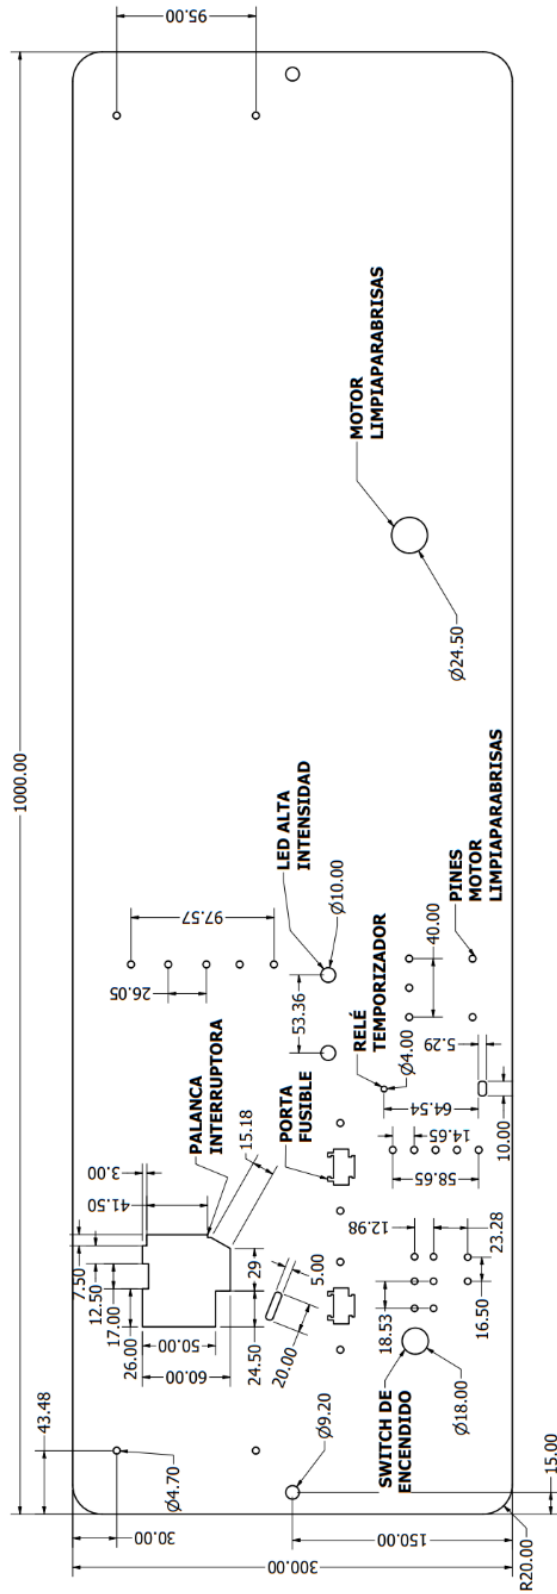 95.00
1000.00
MOTOR
LIMPIAPARABRISAS
Ø24.50
97.57
26.05
LED ALTA
INTENSIDAD
Ø10.00
53.36
PINES
MOTOR
LIMPIAPARABRISAS
40.00
RELÉ
TEMPORIZADOR
Ø4.00
5.29
64.54
10.00
14.65
58.65
PALANCA
INTERRUPTORA
15.18
PORTA
FUSIBLE
3.00
41.50
7.50
12.50
17.00
26.00
50.00
60.00
29
24.50
5.00
20.00
12.98
23.28
18.53
16.50
SWITCH DE
ENCENDIDO
Ø18.00
43.48
Ø4.70
Ø9.20
30.00
150.00
300.00
15.00
R20.00